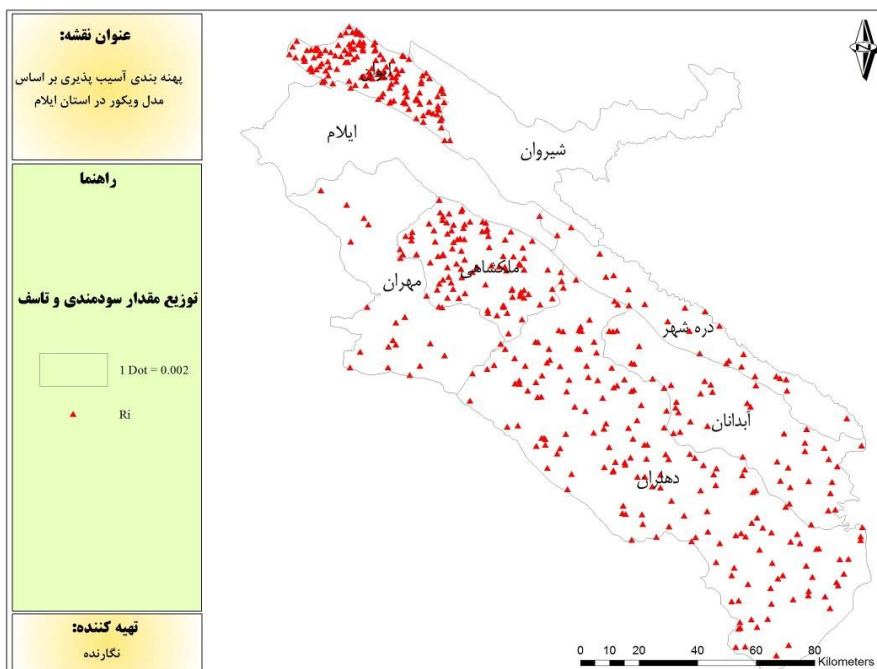 عنوان نقشه:
پهنه بندی آسیب پذیری بر اساس
مدل ویکور در استان ایلام
راهنما
توزیع مقدار سودمندی و تاسف
1 Dot = 0.002
Ri
تهیه کننده:
نگارنده
ایوان
ایلام
شیروان
ملکشاهی
مهران
دره شهر
آبدانان
دهلران
N
0 10 20 40 60 80
Kilometers